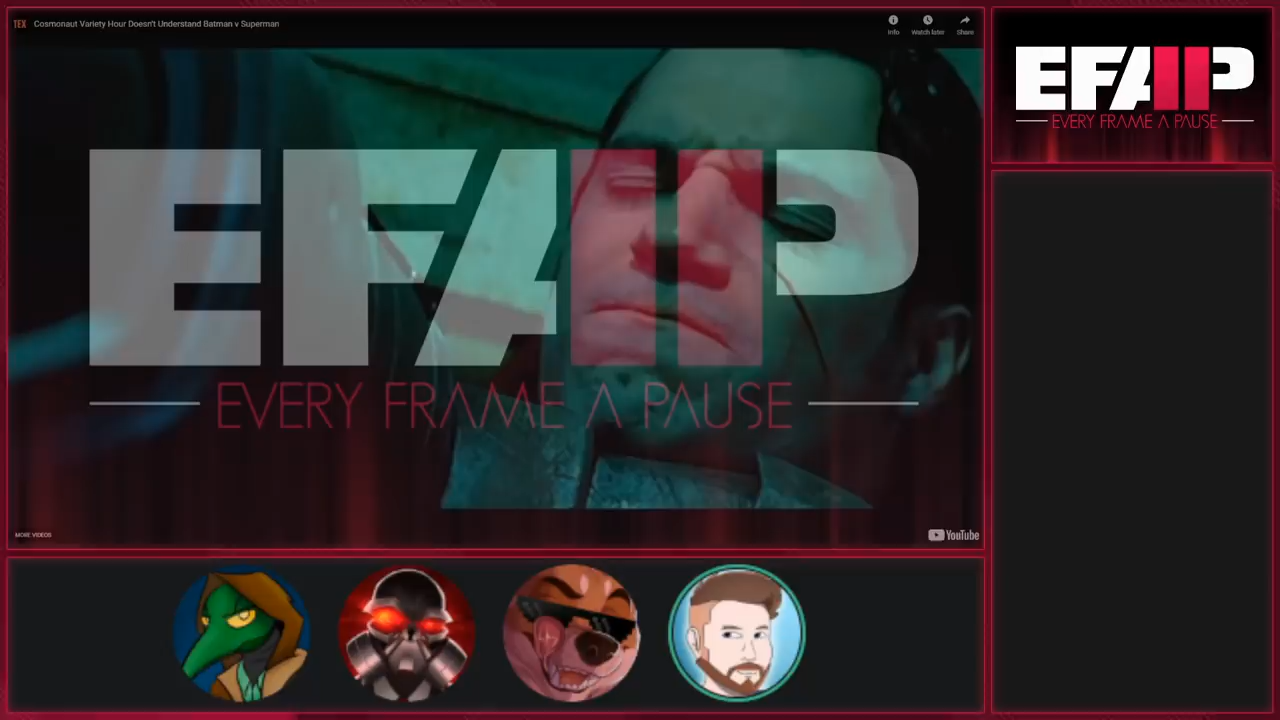 TEX Cosmonaut Variety Hour Doesn't Understand Batman v Superman
Info
Watch later
Share
EFAP
EVERY FRAME A PAUSE
MORE VIDEOS
YouTube
EFAP
EVERY FRAME A PAUSE